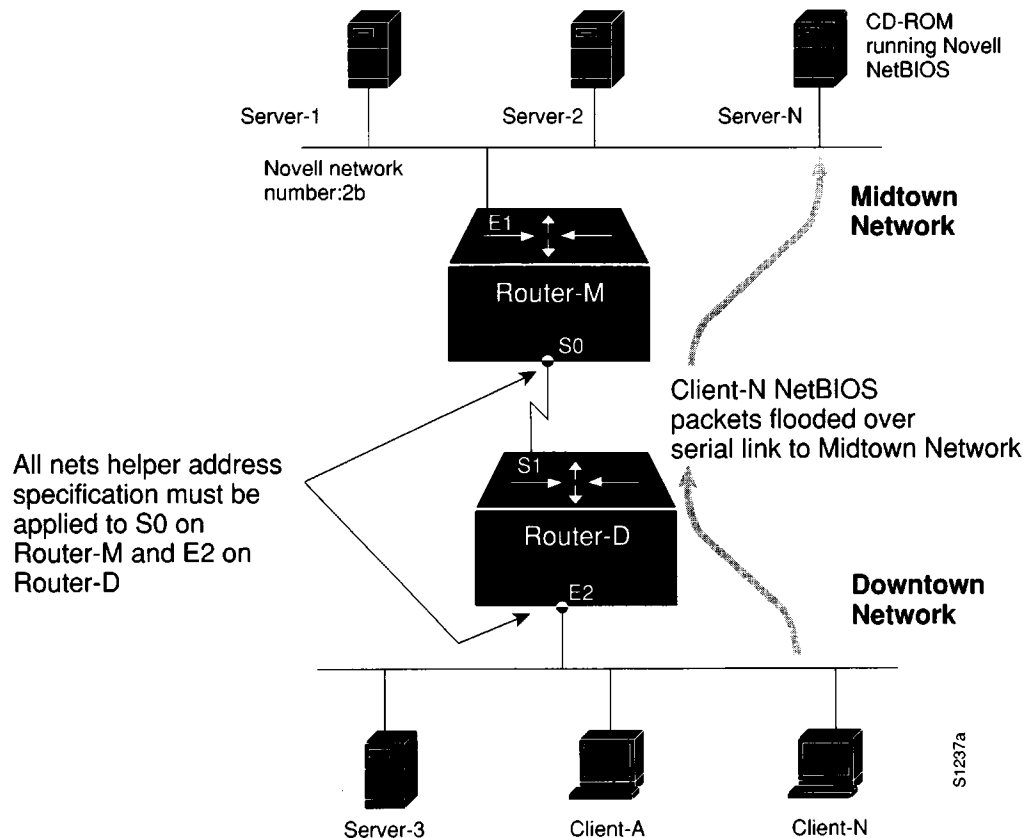 CD-ROM
running Novell
NetBIOS
Server-1
Server-2
Server-N
Novell network
number:2b
Midtown
Network
E1
Router-M
S0
Client-N NetBIOS
packets flooded over
serial link to Midtown Network
All nets helper address
specification must be
applied to S0 on
Router-M and E2 on
Router-D
S1
Router-D
E2
Downtown
Network
Server-3
Client-A
Client-N
S1237a